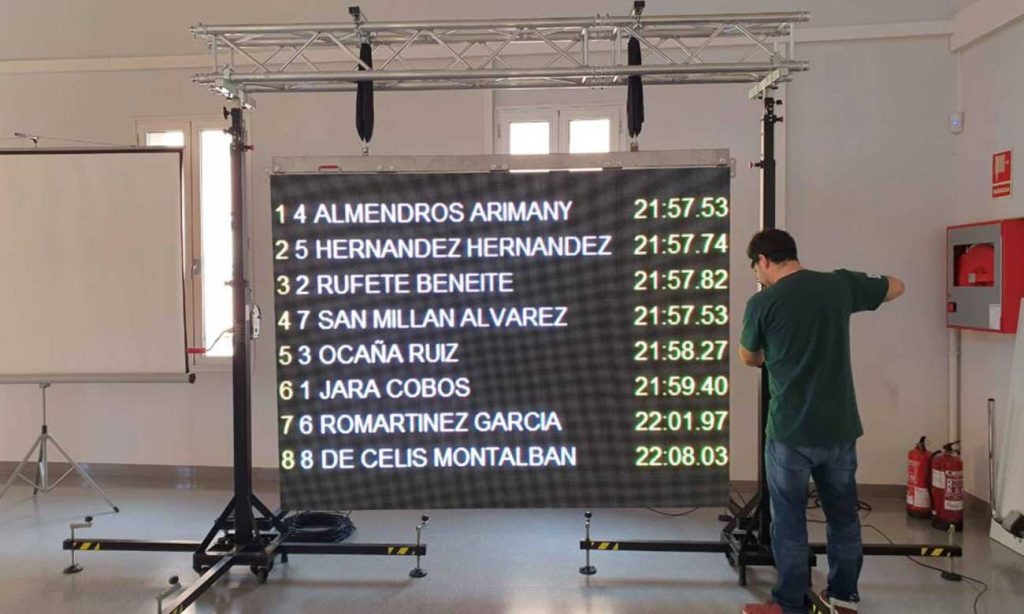 1 4 ALMENDROS ARIMANY 21:57.53
2 5 HERNANDEZ HERNANDEZ 21:57.74
3 2 RUFETE BENEITE 21:57.82
4 7 SAN MILLAN ALVAREZ 21:57.53
5 3 OCAÑA RUIZ 21:58.27
6 1 JARA COBOS 21:59.40
7 6 ROMARTINEZ GARCIA 22:01.97
8 8 DE CELIS MONTALBAN 22:08.03